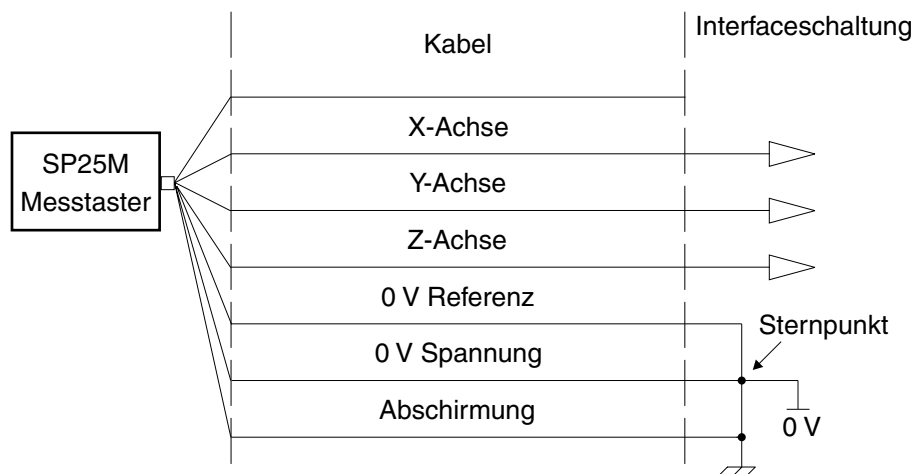 Interfaceschaltung
Kabel
X-Achse
SP25M
Messtaster
Y-Achse
Z-Achse
0 V Referenz
Sternpunkt
0 V Spannung
Abschirmung
0 V